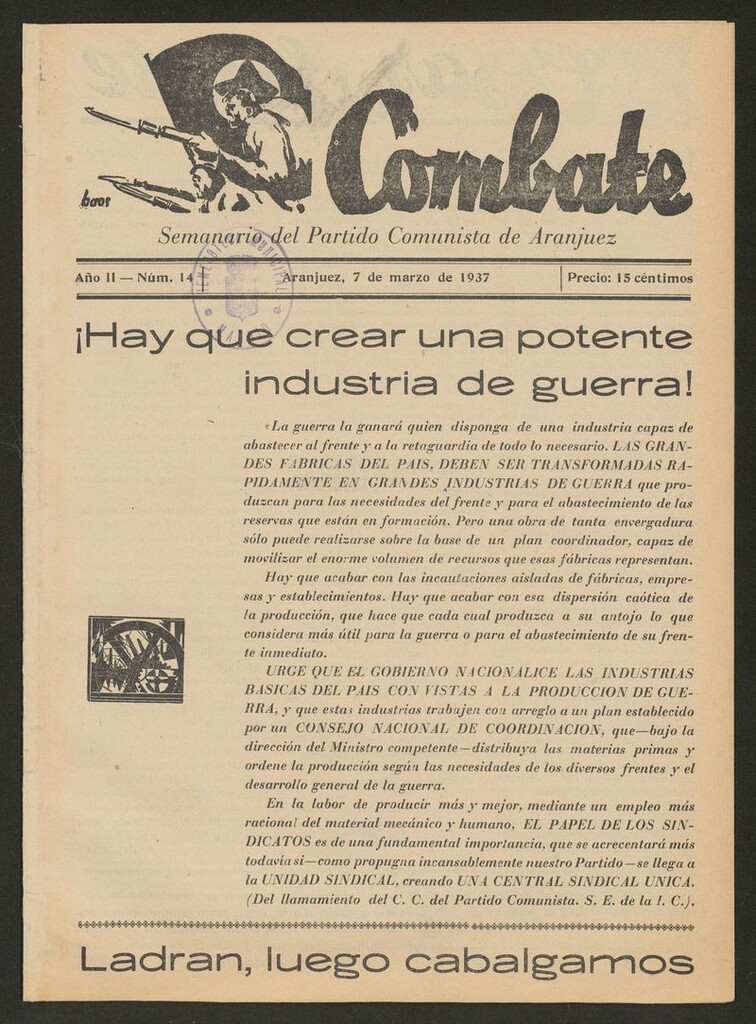 Combate
baos
Semanario del Partido Comunista de Aranjuez
Año II — Núm. 14
Aranjuez, 7 de marzo de 1937
Precio: 15 céntimos
HEMEROTECA MUNICIPAL
¡Hay que crear una potente
industria de guerra!
«La guerra la ganará quien disponga de una industria capaz de
abastecer al frente y a la retaguardia de todo lo necesario. LAS GRAN-
DES FABRICAS DEL PAIS, DEBEN SER TRANSFORMADAS RA-
PIDAMENTE EN GRANDES INDUSTRIAS DE GUERRA que pro-
duzcan para las necesidades del frente y para el abastecimiento de las
reservas que están en formación. Pero una obra de tanta envergadura
sólo puede realizarse sobre la base de un plan coordinador, capaz de
movilizar el enorme volumen de recursos que esas fábricas representan.
Hay que acabar con las incautaciones aisladas de fábricas, empre-
sas y establecimientos. Hay que acabar con esa dispersión caótica de
la producción, que hace que cada cual produzca a su antojo lo que
considera más útil para la guerra o para el abastecimiento de su fren-
te inmediato.
URGE QUE EL GOBIERNO NACIONALICE LAS INDUSTRIAS
BASICAS DEL PAIS CON VISTAS A LA PRODUCCION DE GUE-
RRA, y que estas industrias trabajen con arreglo a un plan establecido
por un CONSEJO NACIONAL DE COORDINACION, que—bajo la
dirección del Ministro competente—distribuya las materias primas y
ordene la producción según las necesidades de los diversos frentes y el
desarrollo general de la guerra.
En la labor de producir más y mejor, mediante un empleo más
racional del material mecánico y humano, EL PAPEL DE LOS SIN-
DICATOS es de una fundamental importancia, que se acrecentará más
todavía si—como propugna incansablemente nuestro Partido—se llega a
la UNIDAD SINDICAL, creando UNA CENTRAL SINDICAL UNICA.
(Del llamamiento del C. C. del Partido Comunista. S. E. de la I. C.).
Ladran, luego cabalgamos